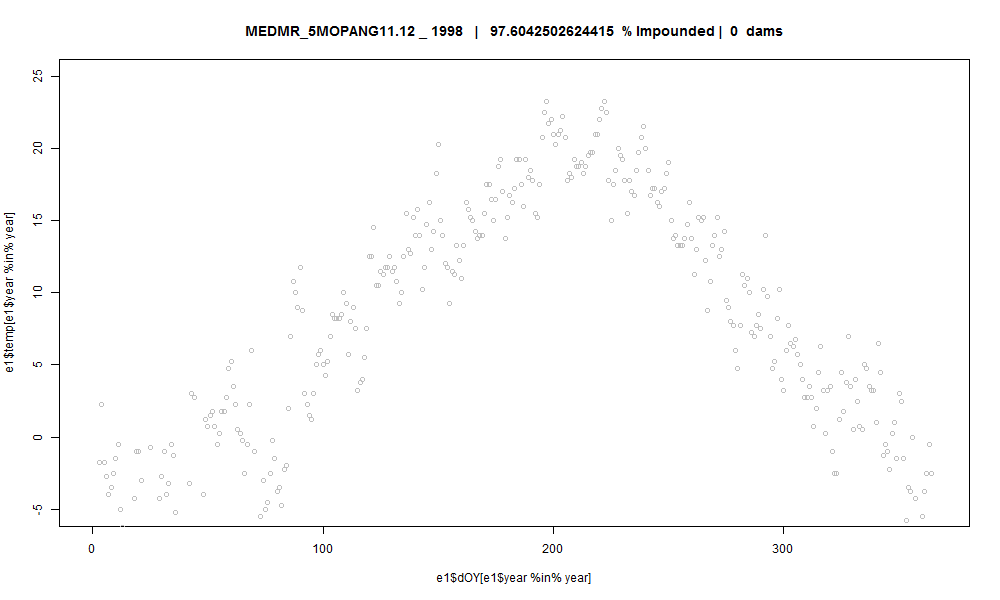 MEDMR_5MOPANG11.12 _ 1998 | 97.6042502624415 % Impounded | 0 dams
25
20
15
10
5
0
-5
e1$temp[e1$year %in% year]
0 100 200 300
e1$dOY[e1$year %in% year]